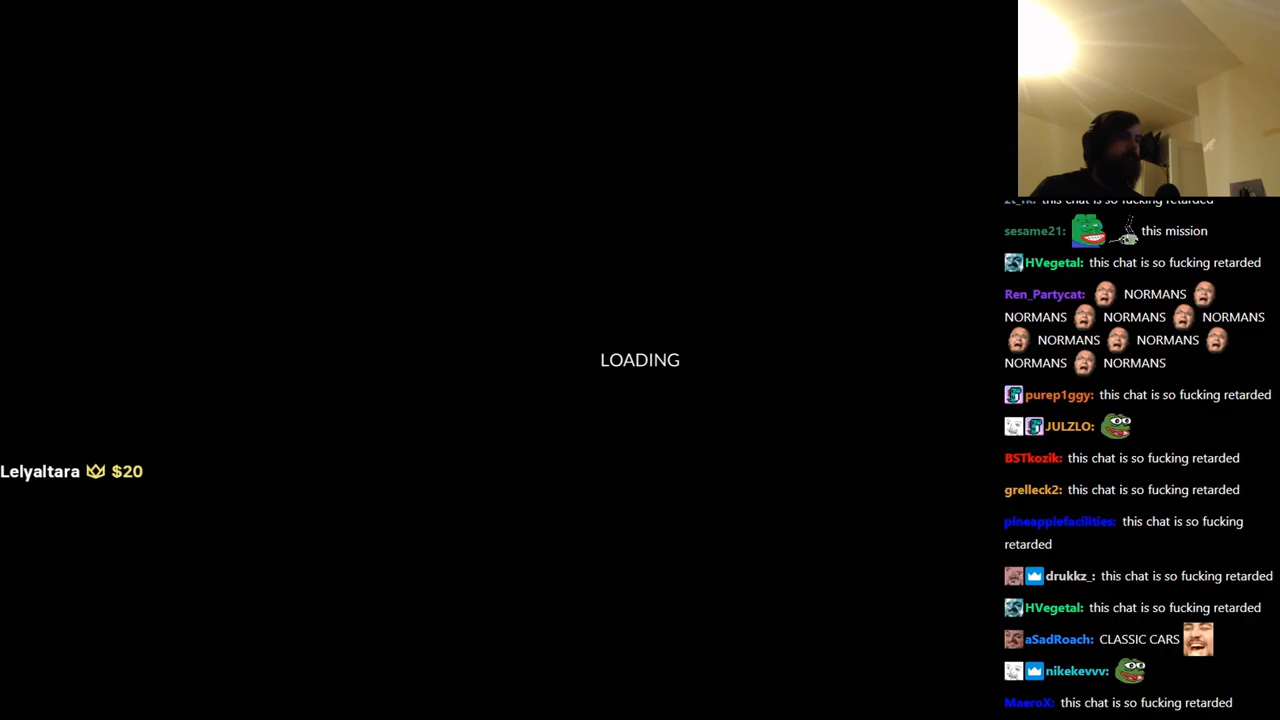 LOADING
Lelyaltara $20
2t_rk: this chat is so fucking retarded
sesame21: this mission
HVegetal: this chat is so fucking retarded
Ren_Partycat: NORMANS
NORMANS NORMANS NORMANS
NORMANS NORMANS
NORMANS NORMANS
purep1ggy: this chat is so fucking retarded
JULZLO:
BSTkozik: this chat is so fucking retarded
grelleck2: this chat is so fucking retarded
pineapplefacilities: this chat is so fucking
retarded
drukkz_: this chat is so fucking retarded
HVegetal: this chat is so fucking retarded
aSadRoach: CLASSIC CARS
nikekevvv:
MaeroX: this chat is so fucking retarded